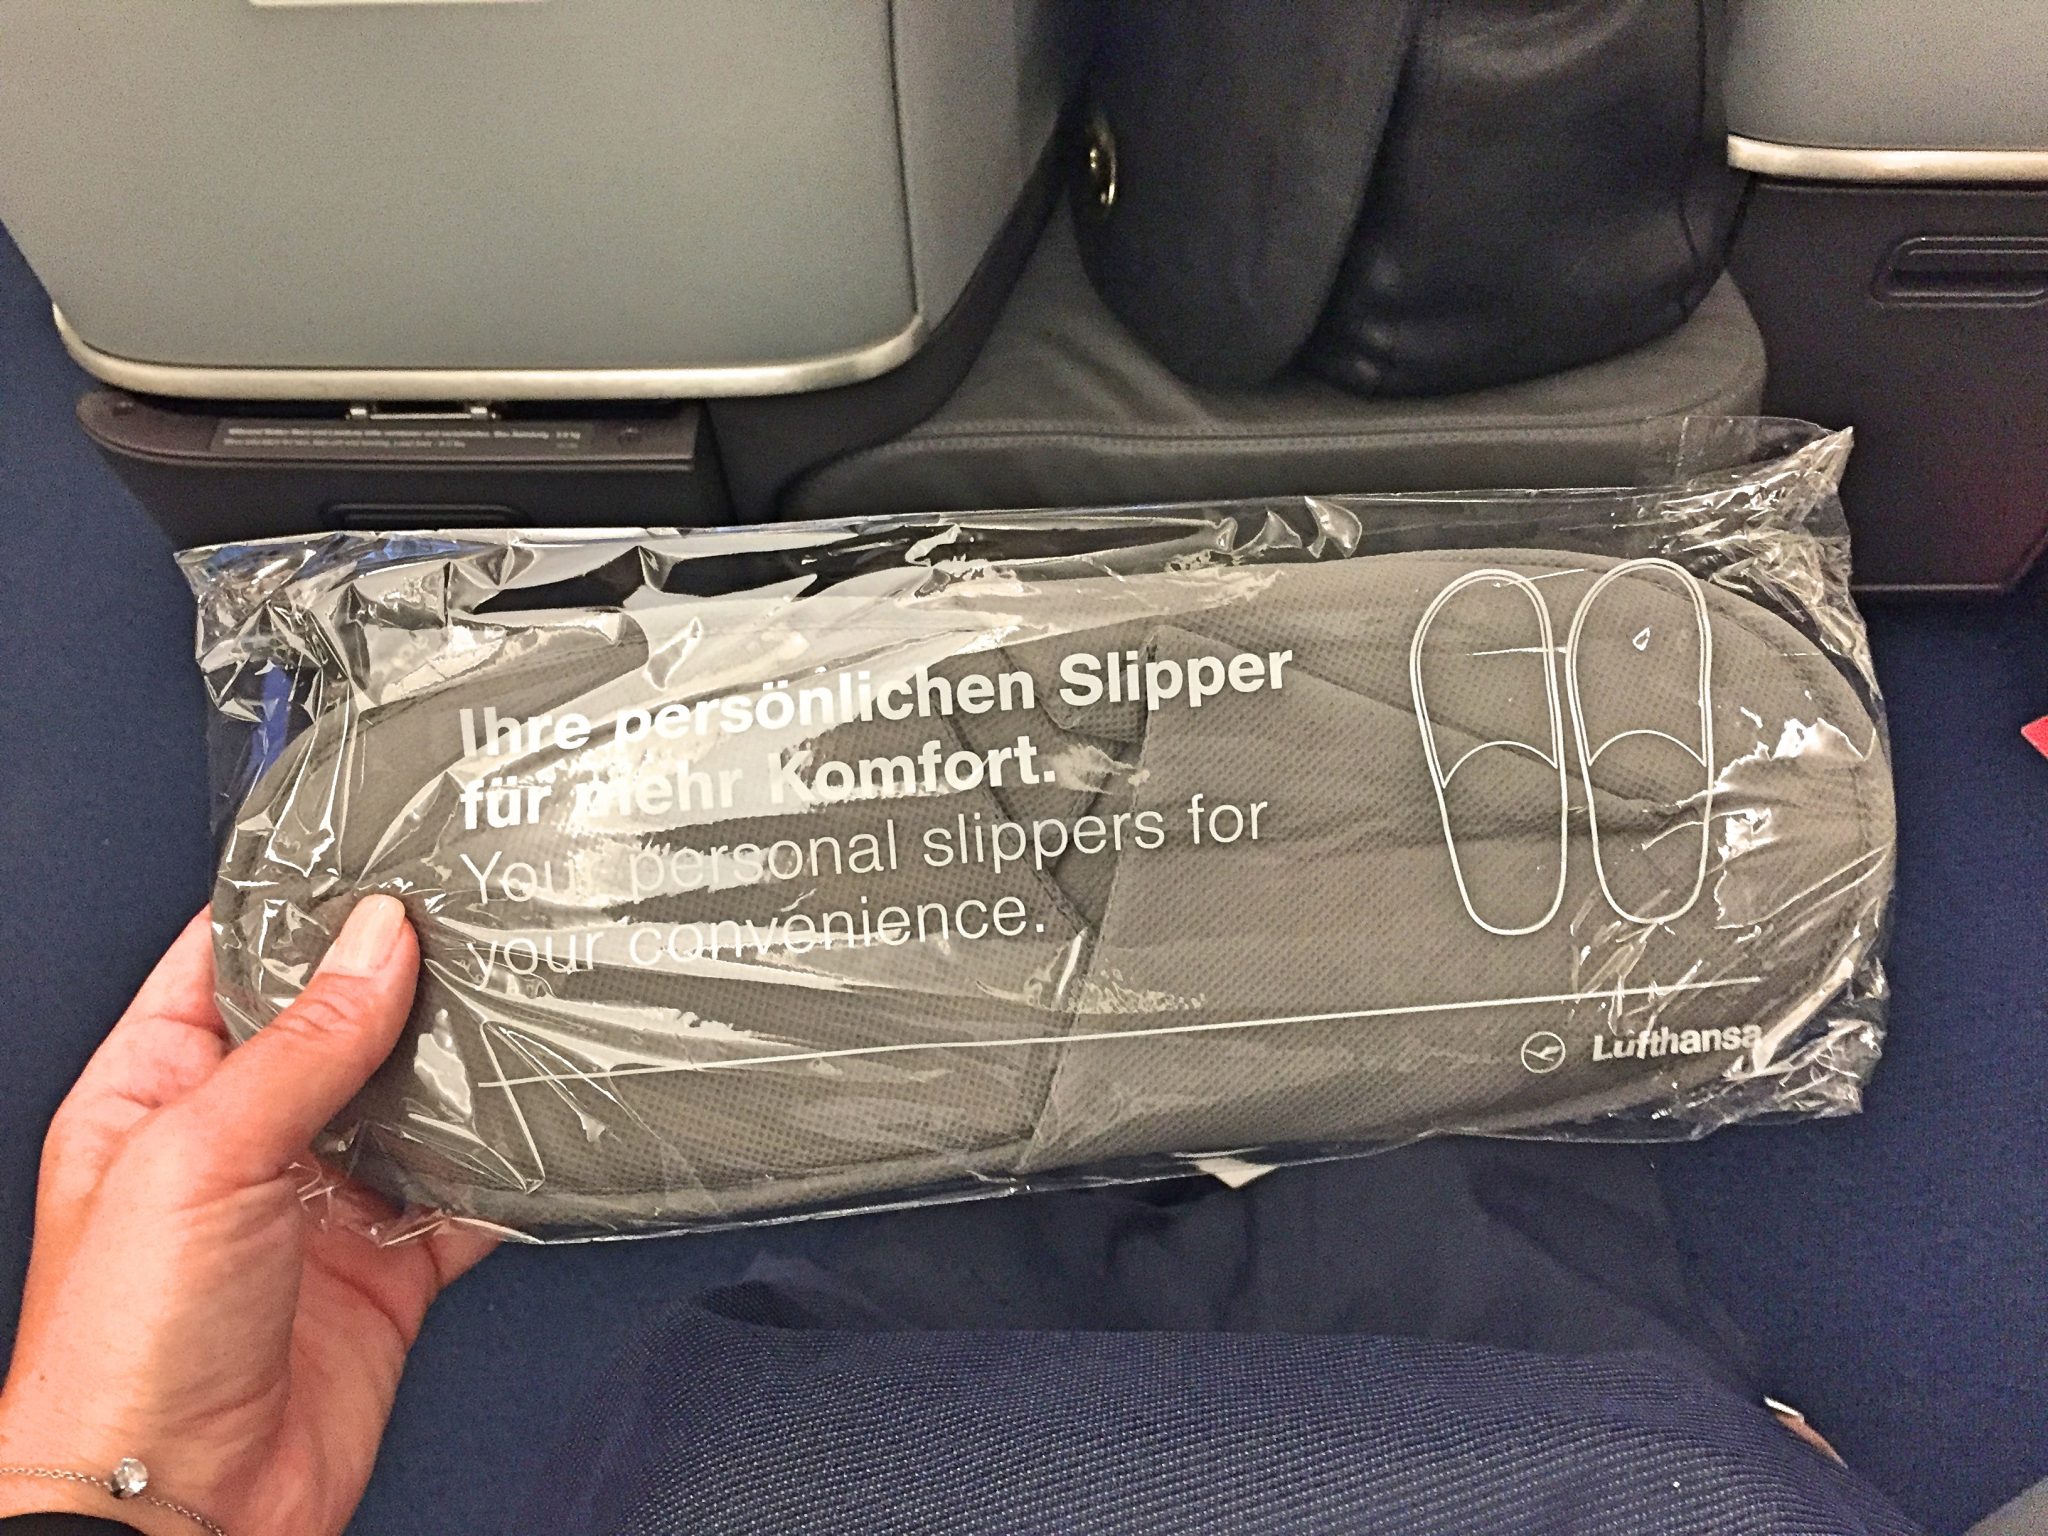 Ihre persönlichen Slipper
für mehr Komfort.
Your personal slippers for
your convenience.
Lufthansa